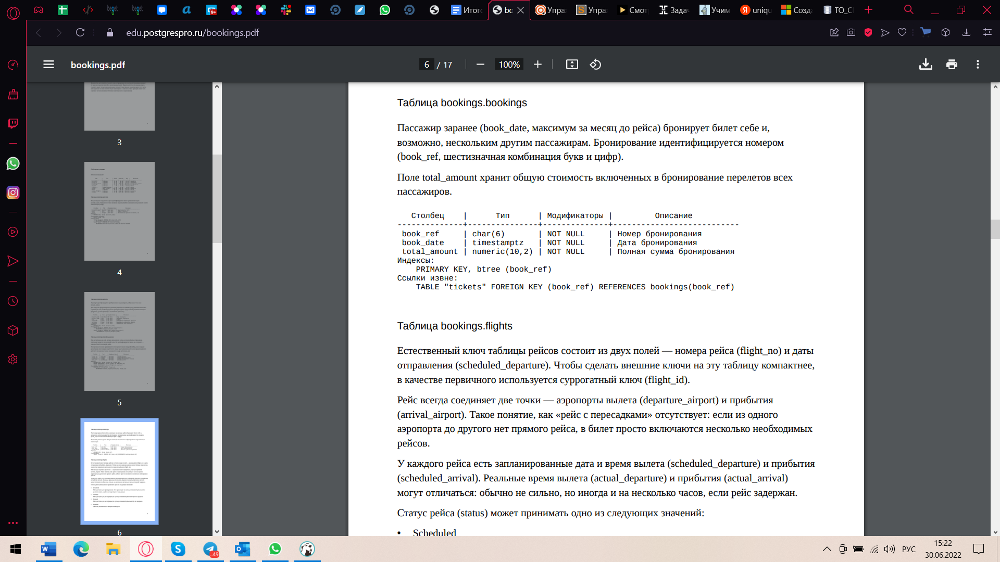 beget
beget
99+
Итого
bo
Упра
Упра
Смот
Зада
Учим
uniqu
Созда
TO_C
edu.postgrespro.ru/bookings.pdf
bookings.pdf
6 / 17
100%
3
4
5
6
Таблица bookings.bookings
Пассажир заранее (book_date, максимум за месяц до рейса) бронирует билет себе и,
возможно, нескольким другим пассажирам. Бронирование идентифицируется номером
(book_ref, шестизначная комбинация букв и цифр).
Поле total_amount хранит общую стоимость включенных в бронирование перелетов всех
пассажиров.
Столбец | Тип | Модификаторы | Описание
--------------+---------------+--------------+---------------------------
book_ref | char(6) | NOT NULL | Номер бронирования
book_date | timestamptz | NOT NULL | Дата бронирования
total_amount | numeric(10,2) | NOT NULL | Полная сумма бронирования
Индексы:
PRIMARY KEY, btree (book_ref)
Ссылки извне:
TABLE "tickets" FOREIGN KEY (book_ref) REFERENCES bookings(book_ref)
Таблица bookings.flights
Естественный ключ таблицы рейсов состоит из двух полей — номера рейса (flight_no) и даты
отправления (scheduled_departure). Чтобы сделать внешние ключи на эту таблицу компактнее,
в качестве первичного используется суррогатный ключ (flight_id).
Рейс всегда соединяет две точки — аэропорты вылета (departure_airport) и прибытия
(arrival_airport). Такое понятие, как «рейс с пересадками» отсутствует: если из одного
аэропорта до другого нет прямого рейса, в билет просто включаются несколько необходимых
рейсов.
У каждого рейса есть запланированные дата и время вылета (scheduled_departure) и прибытия
(scheduled_arrival). Реальные время вылета (actual_departure) и прибытия (actual_arrival)
могут отличаться: обычно не сильно, но иногда и на несколько часов, если рейс задержан.
Статус рейса (status) может принимать одно из следующих значений:
• Scheduled
РУС
15:22
30.06.2022